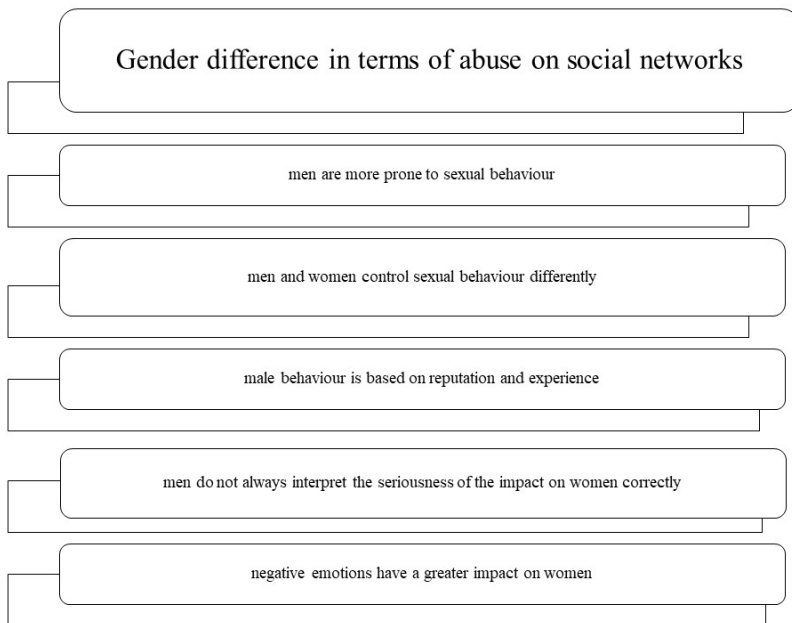 Gender difference in terms of abuse on social networks
men are more prone to sexual behaviour
men and women control sexual behaviour differently
male behaviour is based on reputation and experience
men do not always interpret the seriousness of the impact on women correctly
negative emotions have a greater impact on women